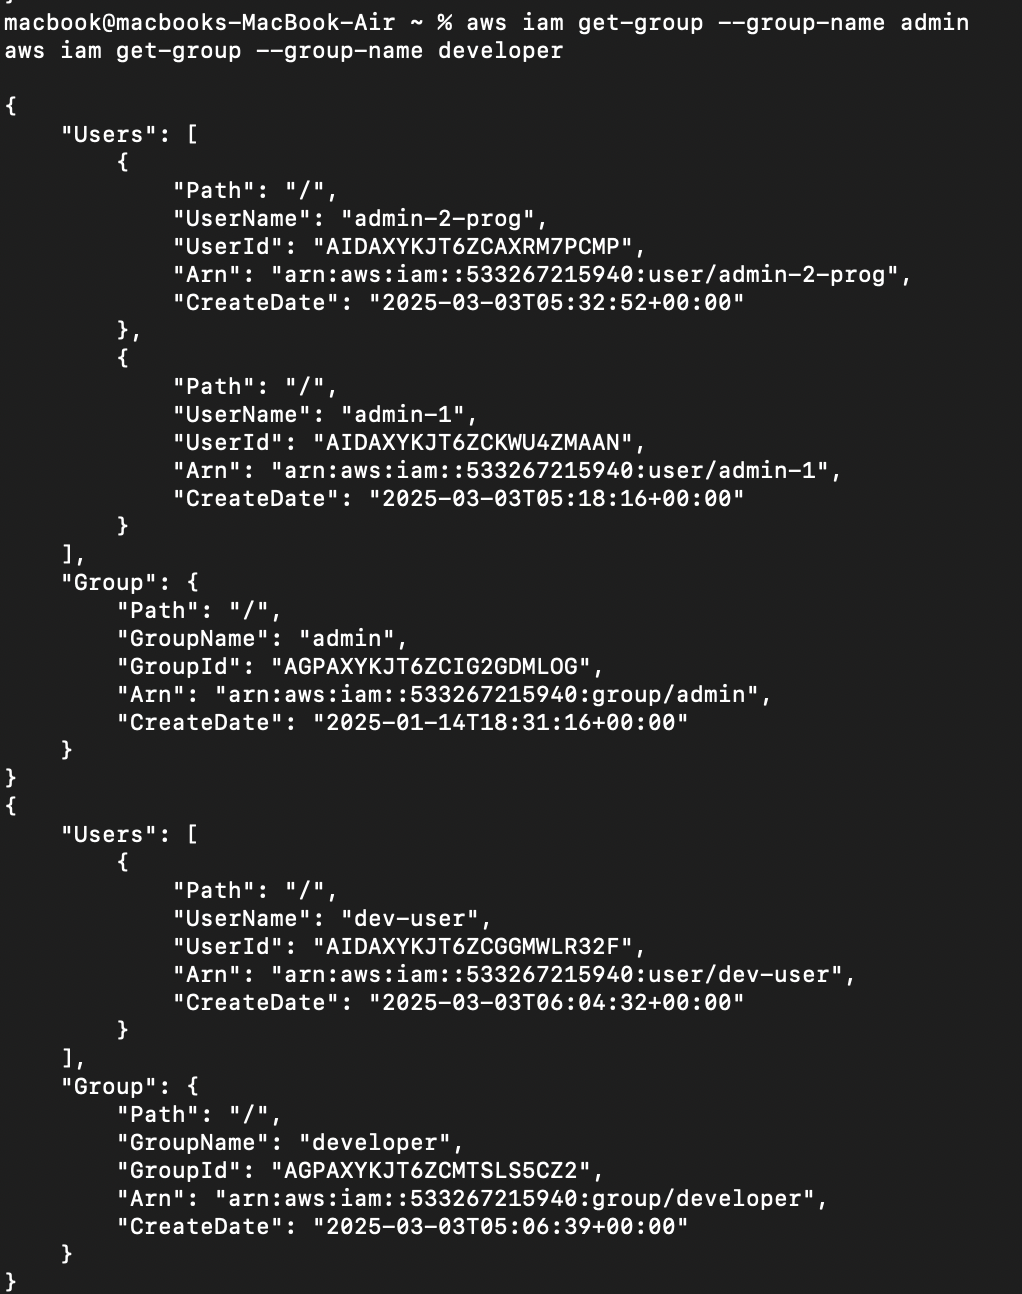 macbook@macbooks-MacBook-Air ~ % aws iam get-group --group-name admin
aws iam get-group --group-name developer

{
    "Users": [
        {
            "Path": "/",
            "UserName": "admin-2-prog",
            "UserId": "AIDAXYKJT6ZCAXRM7PCMP",
            "Arn": "arn:aws:iam::533267215940:user/admin-2-prog",
            "CreateDate": "2025-03-03T05:32:52+00:00"
        },
        {
            "Path": "/",
            "UserName": "admin-1",
            "UserId": "AIDAXYKJT6ZCKWU4ZMAAN",
            "Arn": "arn:aws:iam::533267215940:user/admin-1",
            "CreateDate": "2025-03-03T05:18:16+00:00"
        }
    ],
    "Group": {
        "Path": "/",
        "GroupName": "admin",
        "GroupId": "AGPAXYKJT6ZCIG2GDMLOG",
        "Arn": "arn:aws:iam::533267215940:group/admin",
        "CreateDate": "2025-01-14T18:31:16+00:00"
    }
}
{
    "Users": [
        {
            "Path": "/",
            "UserName": "dev-user",
            "UserId": "AIDAXYKJT6ZCGGMWLR32F",
            "Arn": "arn:aws:iam::533267215940:user/dev-user",
            "CreateDate": "2025-03-03T06:04:32+00:00"
        }
    ],
    "Group": {
        "Path": "/",
        "GroupName": "developer",
        "GroupId": "AGPAXYKJT6ZCMTSLS5CZ2",
        "Arn": "arn:aws:iam::533267215940:group/developer",
        "CreateDate": "2025-03-03T05:06:39+00:00"
    }
}